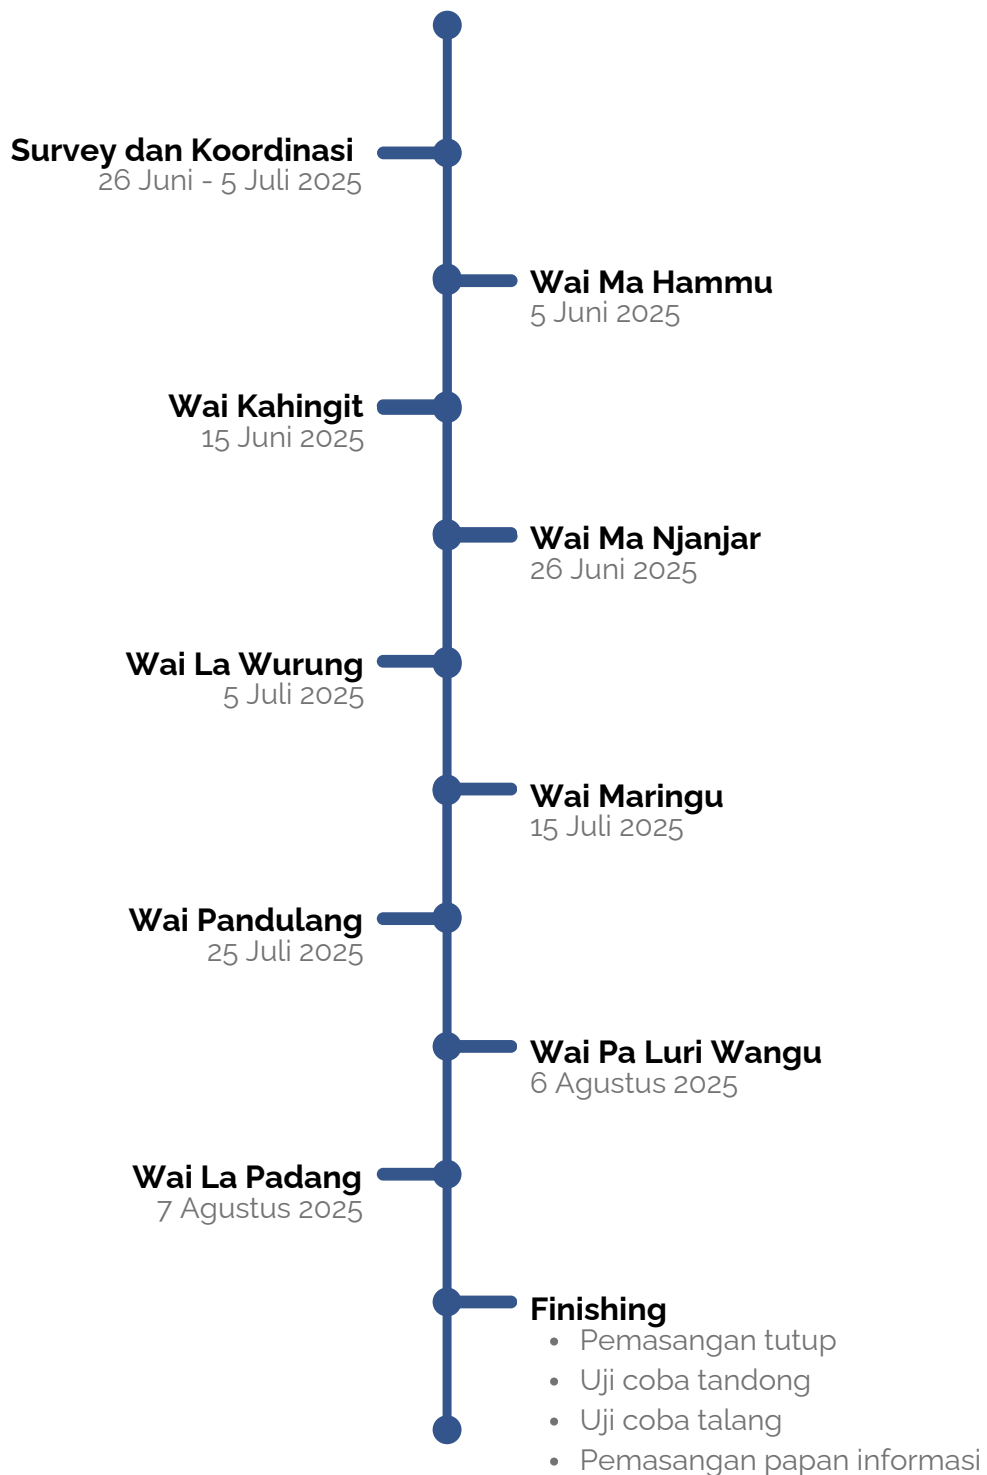 Survey dan Koordinasi
26 Juni - 5 Juli 2025
Wai Ma Hammu
5 Juni 2025
Wai Kahingit
15 Juni 2025
Wai Ma Njanjar
26 Juni 2025
Wai La Wurung
5 Juli 2025
Wai Maringu
15 Juli 2025
Wai Pandulang
25 Juli 2025
Wai Pa Luri Wangu
6 Agustus 2025
Wai La Padang
7 Agustus 2025
Finishing
• Pemasangan tutup
• Uji coba tandong
• Uji coba talang
• Pemasangan papan informasi